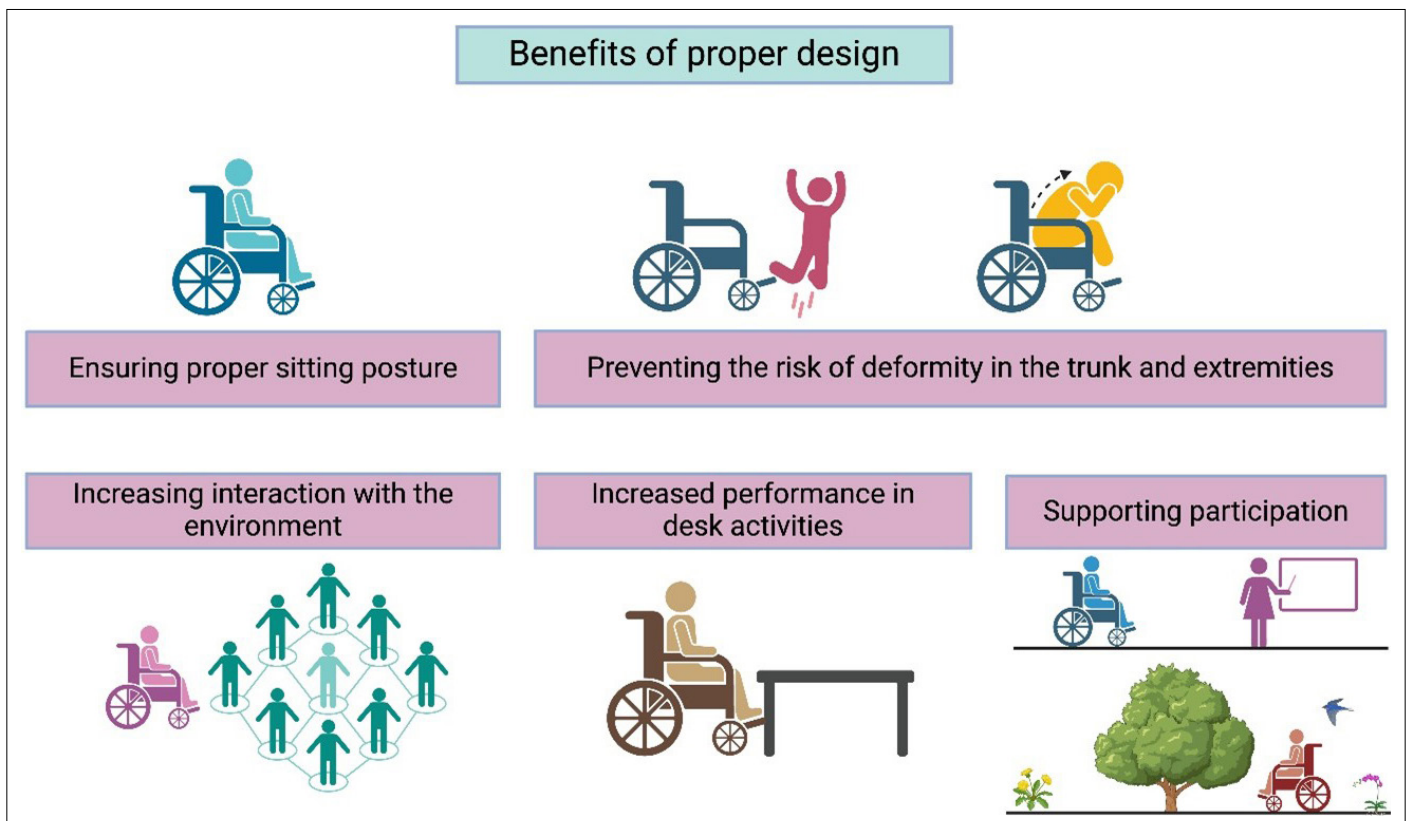 Benefits of proper design
Ensuring proper sitting posture
Preventing the risk of deformity in the trunk and extremities
Increasing interaction with the
environment
Increased performance in
desk activities
Supporting participation